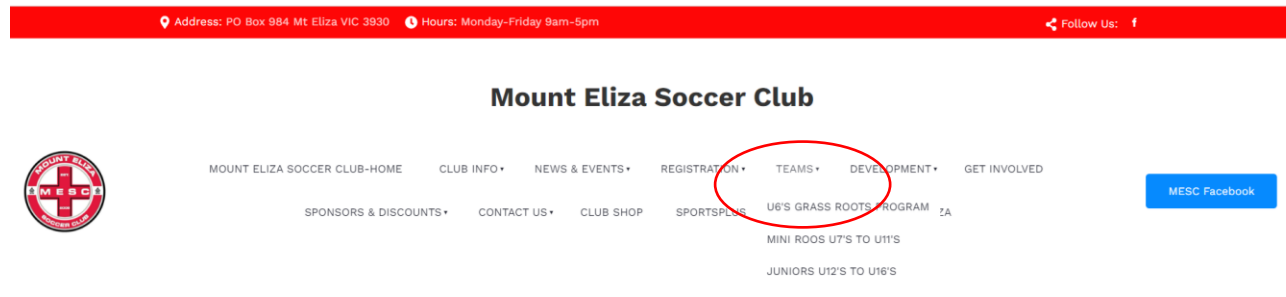 Address: PO Box 984 Mt Eliza VIC 3930 Hours: Monday-Friday 9am-5pm Follow Us: f
Mount Eliza Soccer Club
MOUNT ELIZA SOCCER CLUB
MESC
MOUNT ELIZA SOCCER CLUB-HOME CLUB INFO NEWS & EVENTS REGISTRATION TEAMS DEVELOPMENT GET INVOLVED
MESC Facebook
SPONSORS & DISCOUNTS CONTACT US CLUB SHOP SPORTSPLUS ZA
U6'S GRASS ROOTS PROGRAM
MINI ROOS U7'S TO U11'S
JUNIORS U12'S TO U16'S